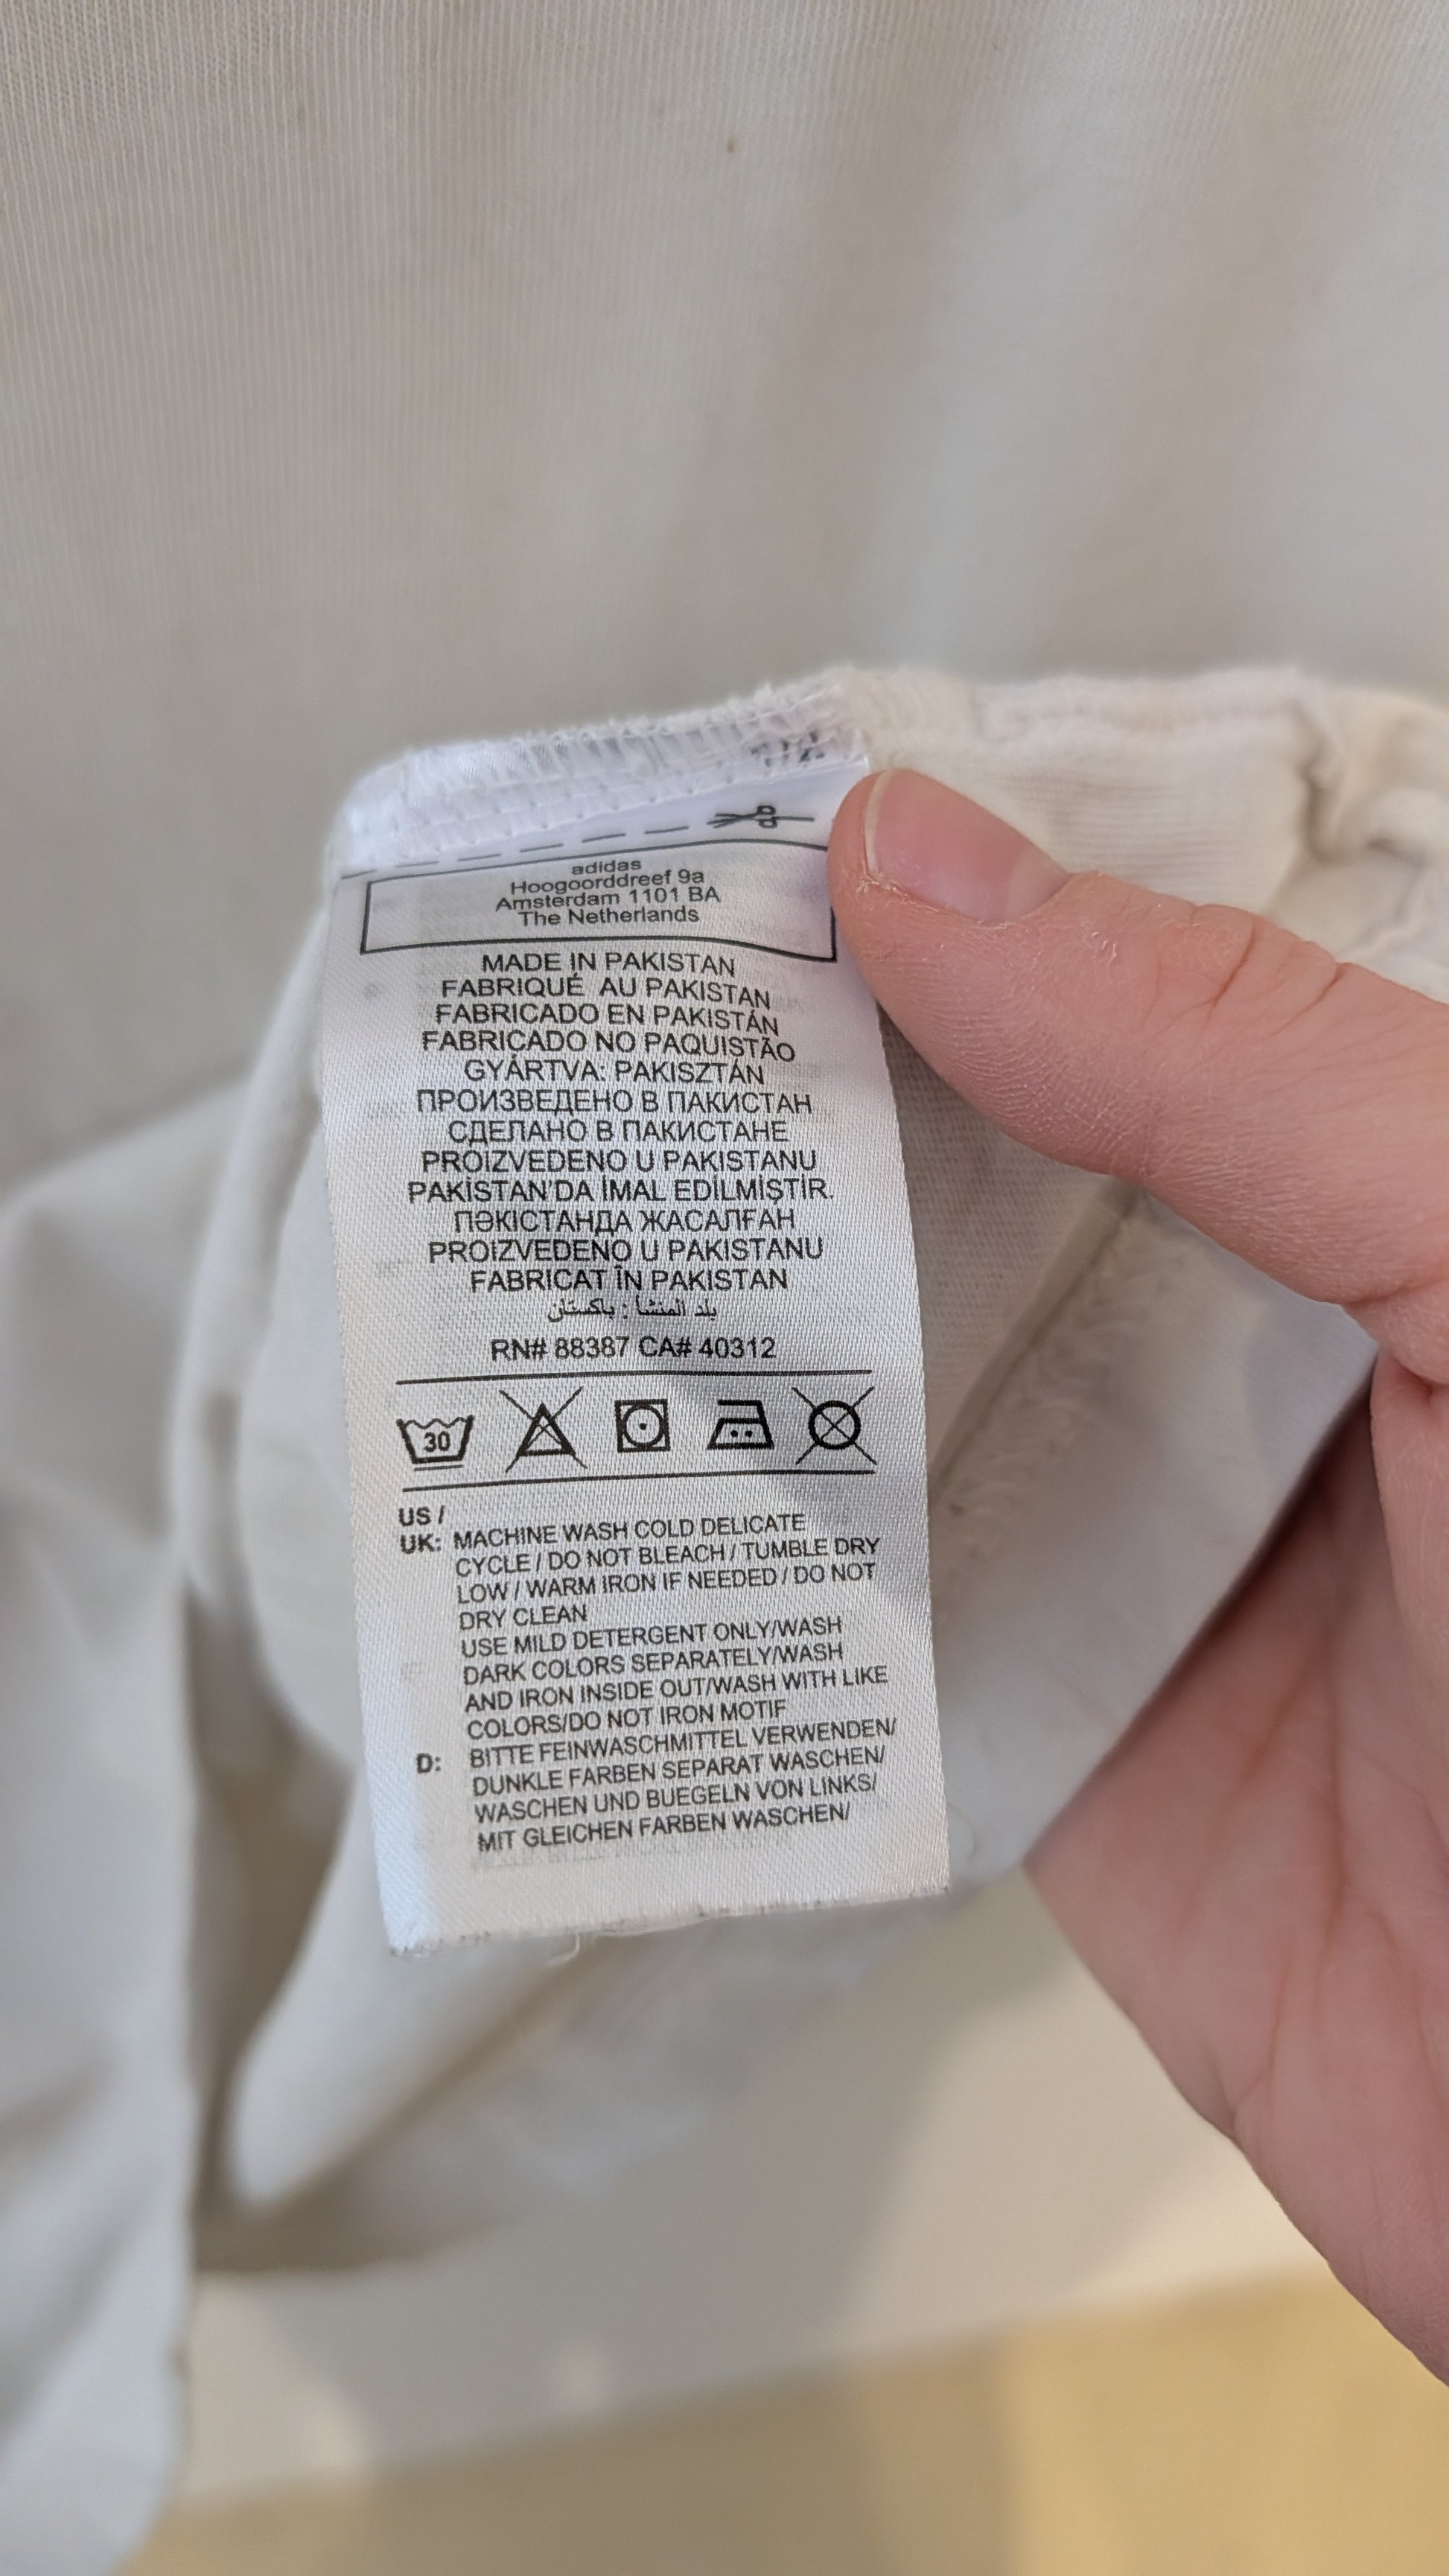 adidas
Hoogoorddreef 9a
Amsterdam 1101 BA
The Netherlands
MADE IN PAKISTAN
FABRIQUÉ AU PAKISTAN
FABRICADO EN PAKISTÁN
FABRICADO NO PAQUISTÃO
GYÁRTVA: PAKISZTÁN
ПРОИЗВЕДЕНО В ПАКИСТАН
СДЕЛАНО В ПАКИСТАНЕ
PROIZVEDENO U PAKISTANU
PAKİSTAN'DA İMAL EDİLMİŞTİR.
ПӘКІСТАНДА ЖАСАЛҒАН
PROIZVEDENO U PAKISTANU
FABRICAT ÎN PAKISTAN
بلد المنشأ : باكستان
RN# 88387 CA# 40312
30
US /
UK: MACHINE WASH COLD DELICATE
CYCLE / DO NOT BLEACH / TUMBLE DRY
LOW / WARM IRON IF NEEDED / DO NOT
DRY CLEAN
USE MILD DETERGENT ONLY/WASH
DARK COLORS SEPARATELY/WASH
AND IRON INSIDE OUT/WASH WITH LIKE
COLORS/DO NOT IRON MOTIF
D: BITTE FEINWASCHMITTEL VERWENDEN/
DUNKLE FARBEN SEPARAT WASCHEN/
WASCHEN UND BUEGELN VON LINKS/
MIT GLEICHEN FARBEN WASCHEN/